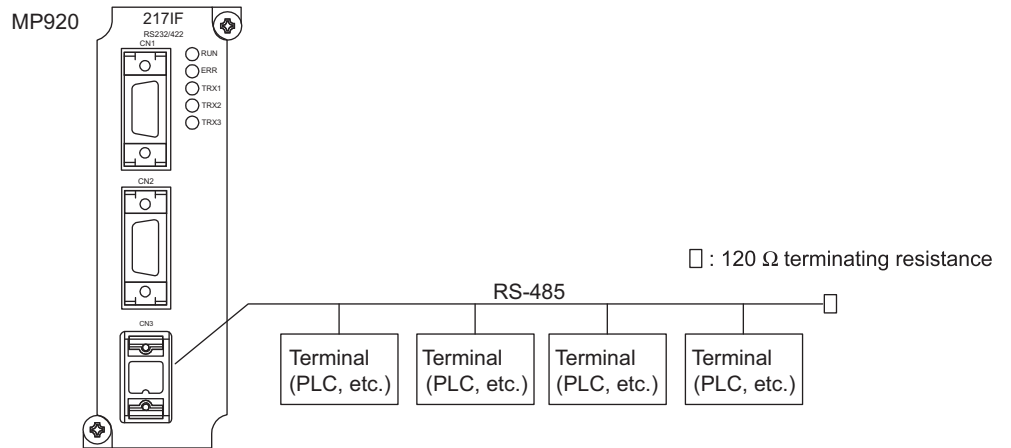 MP920
217IF
RS232/422
CN1
RUN
ERR
TRX1
TRX2
TRX3
CN2
□ : 120 Ω terminating resistance
RS-485
CN3
Terminal
(PLC, etc.)
Terminal
(PLC, etc.)
Terminal
(PLC, etc.)
Terminal
(PLC, etc.)